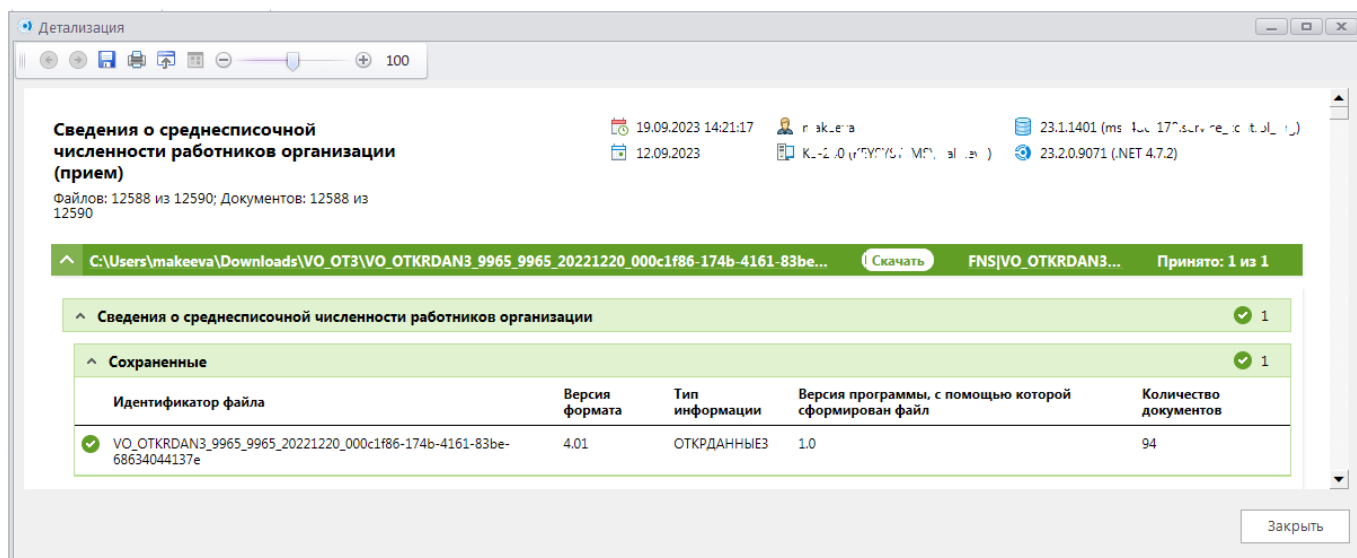 Детализация
100
Сведения о среднесписочной
численности работников организации
(прием)
Файлов: 12588 из 12590; Документов: 12588 из
12590
19.09.2023 14:21:17
12.09.2023
23.1.1401
23.2.0.9071 (.NET 4.7.2)
C:\Users\makeeva\Downloads\VO_OT3\VO_OTKRDAN3_9965_9965_20221220_000c1f86-174b-4161-83be... Скачать FNS|VO_OTKRDAN3... Принято: 1 из 1
Сведения о среднесписочной численности работников организации 1
Сохраненные 1
Идентификатор файла
Версия
формата
Тип
информации
Версия программы, с помощью которой
сформирован файл
Количество
документов
VO_OTKRDAN3_9965_9965_20221220_000c1f86-174b-4161-83be-
68634044137e
4.01
ОТКРДАННЫЕ3
1.0
94
Закрыть